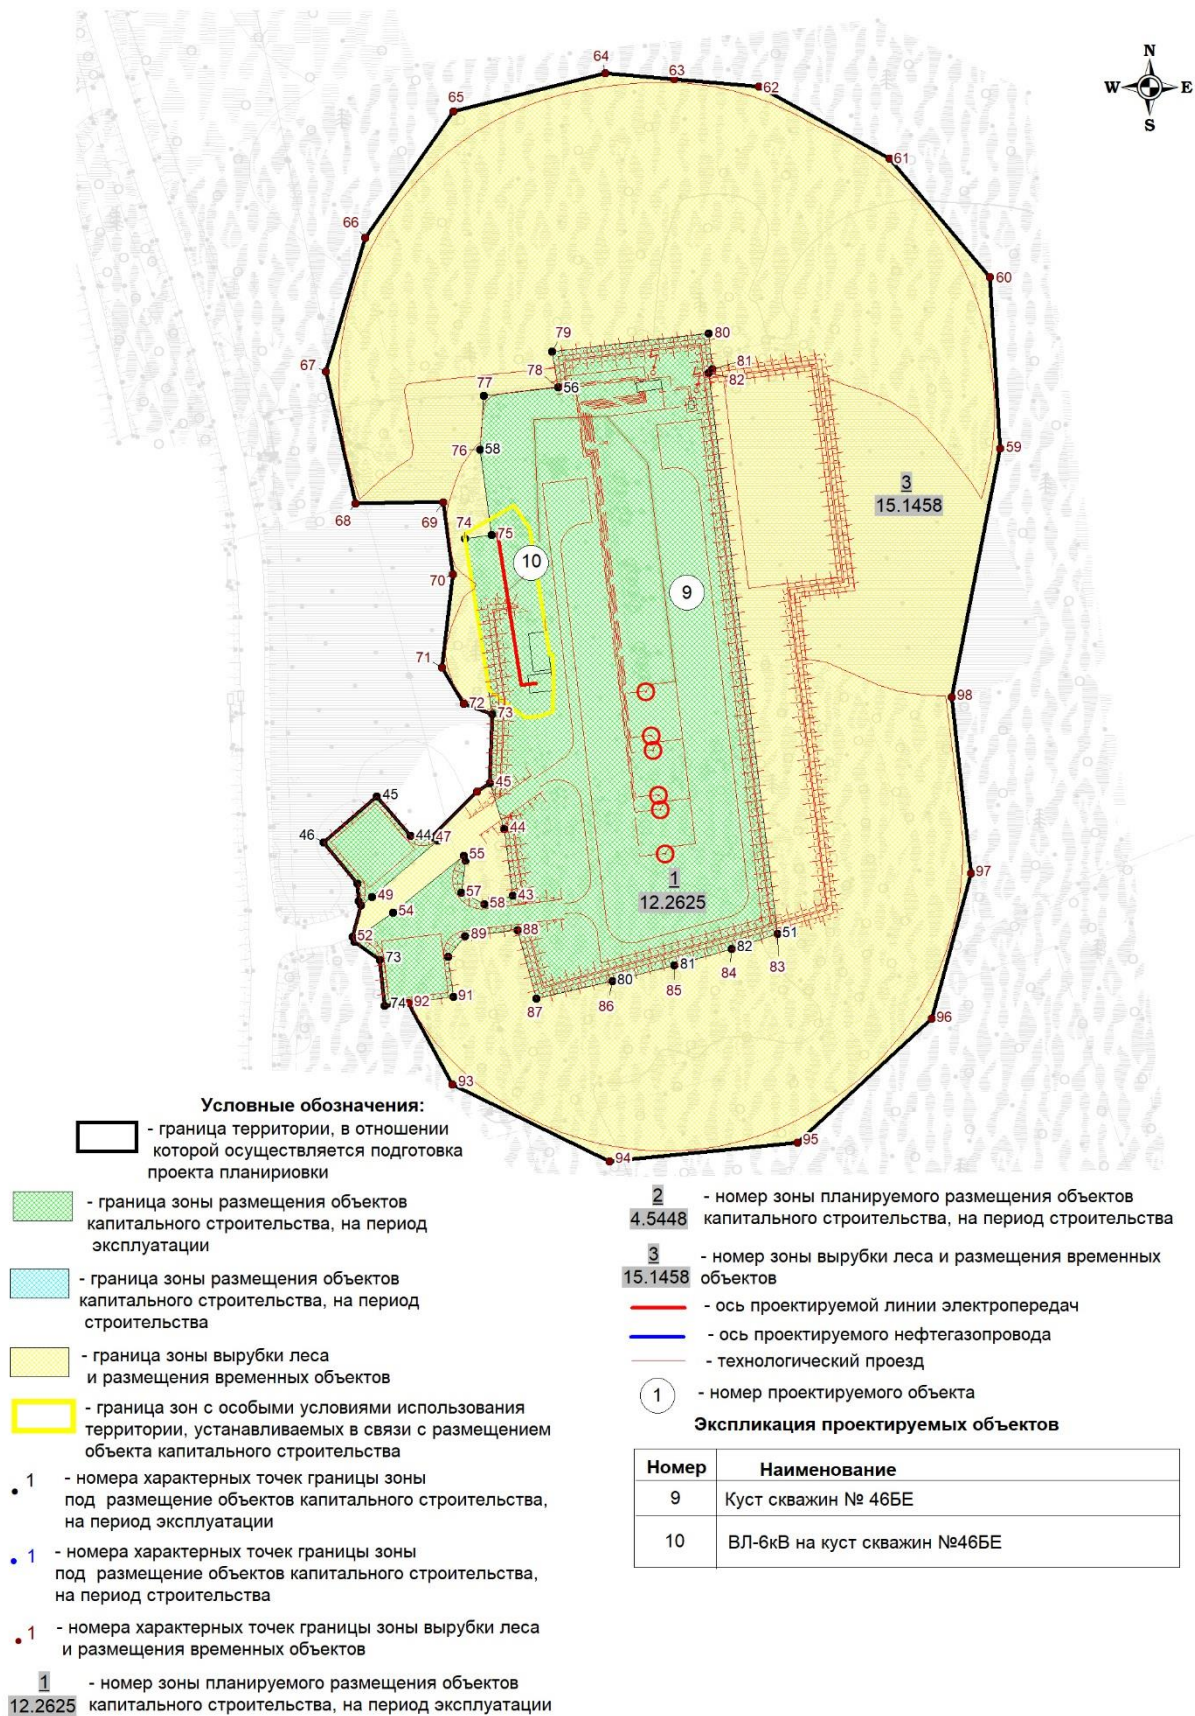 N
W E
S
64
63
62
65
61
66
60
79
80
67
78
81
82
77
56
76
58
59
3
15.1458
68
69
74
75
10
70
9
71
72
73
98
45
45
46
44
47
44
55
49
57
54
58
43
1
12.2625
97
52
88
89
51
73
82
81
84
83
80
85
74
92
91
87
86
96
93
95
94
Условные обозначения:
- граница территории, в отношении
которой осуществляется подготовка
проекта планириовки
- граница зоны размещения объектов
капитального строительства, на период
эксплуатации
- граница зоны размещения объектов
капитального строительства, на период
строительства
- граница зоны вырубки леса
и размещения временных объектов
- граница зон с особыми условиями использования
территории, устанавливаемых в связи с размещением
объекта капитального строительства
1 - номера характерных точек границы зоны
под размещение объектов капитального строительства,
на период эксплуатации
1 - номера характерных точек границы зоны
под размещение объектов капитального строительства,
на период строительства
1 - номера характерных точек границы зоны вырубки леса
и размещения временных объектов
1 - номер зоны планируемого размещения объектов
12.2625 капитального строительства, на период эксплуатации
2 - номер зоны планируемого размещения объектов
4.5448 капитального строительства, на период строительства
3 - номер зоны вырубки леса и размещения временных
15.1458 объектов
- ось проектируемой линии электропередач
- ось проектируемого нефтегазопровода
- технологический проезд
1 - номер проектируемого объекта
Экспликация проектируемых объектов
Номер Наименование
9 Куст скважин № 46БЕ
10 ВЛ-6кВ на куст скважин №46БЕ